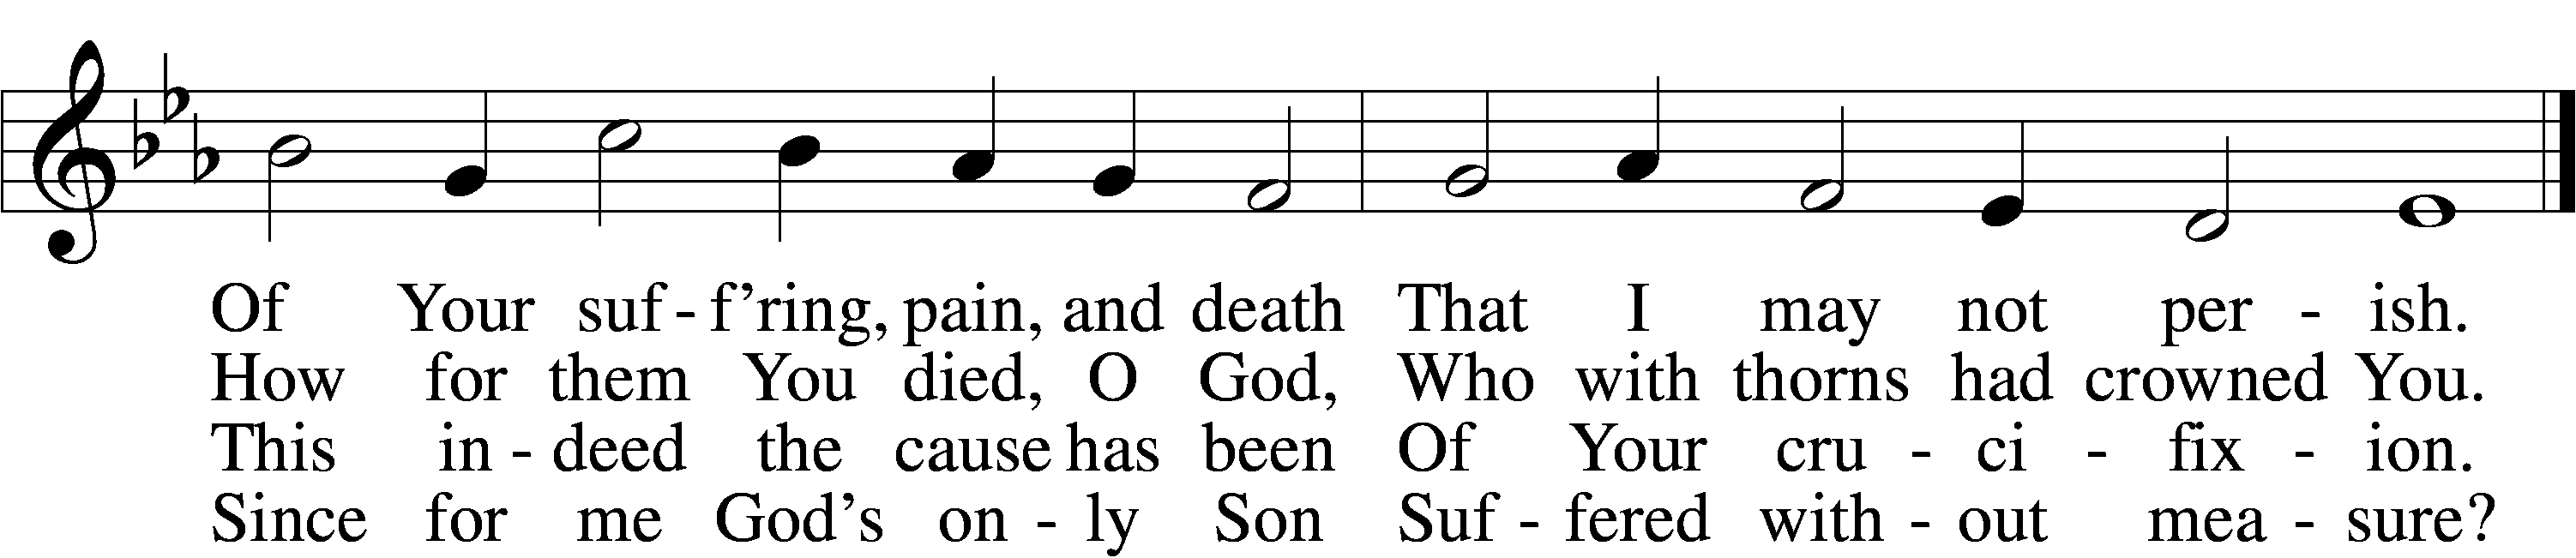 Of Your suf - f'ring, pain, and death That I may not per - ish.
How for them You died, O God, Who with thorns had crowned You.
This in - deed the cause has been Of Your cru - ci - fix - ion.
Since for me God's on - ly Son Suf - fered with - out mea - sure?